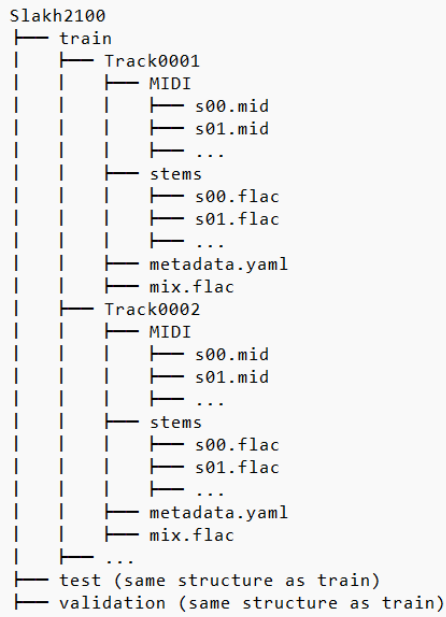 Slakh2100
├── train
│   ├── Track0001
│   │   ├── MIDI
│   │   │   ├── s00.mid
│   │   │   ├── s01.mid
│   │   │   ├── ...
│   │   ├── stems
│   │   │   ├── s00.flac
│   │   │   ├── s01.flac
│   │   │   ├── ...
│   │   ├── metadata.yaml
│   │   ├── mix.flac
│   ├── Track0002
│   │   ├── MIDI
│   │   │   ├── s00.mid
│   │   │   ├── s01.mid
│   │   │   ├── ...
│   │   ├── stems
│   │   │   ├── s00.flac
│   │   │   ├── s01.flac
│   │   │   ├── ...
│   │   ├── metadata.yaml
│   │   ├── mix.flac
│   ├── ...
├── test (same structure as train)
├── validation (same structure as train)